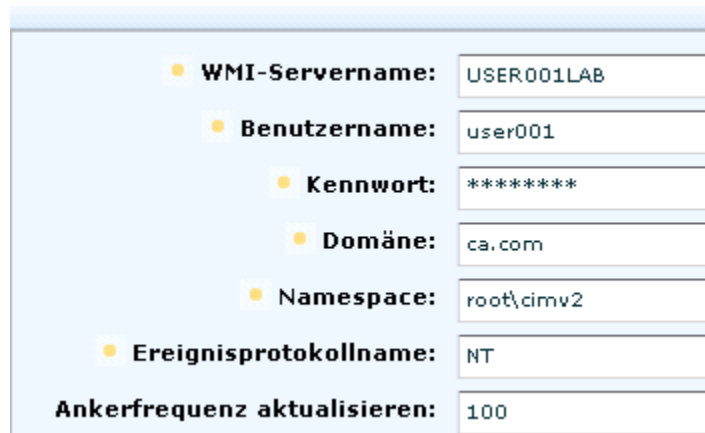 WMI-Servername: USER001LAB
Benutzername: user001
Kennwort: ********
Domäne: ca.com
Namespace: root\cimv2
Ereignisprotokollname: NT
Ankerfrequenz aktualisieren: 100